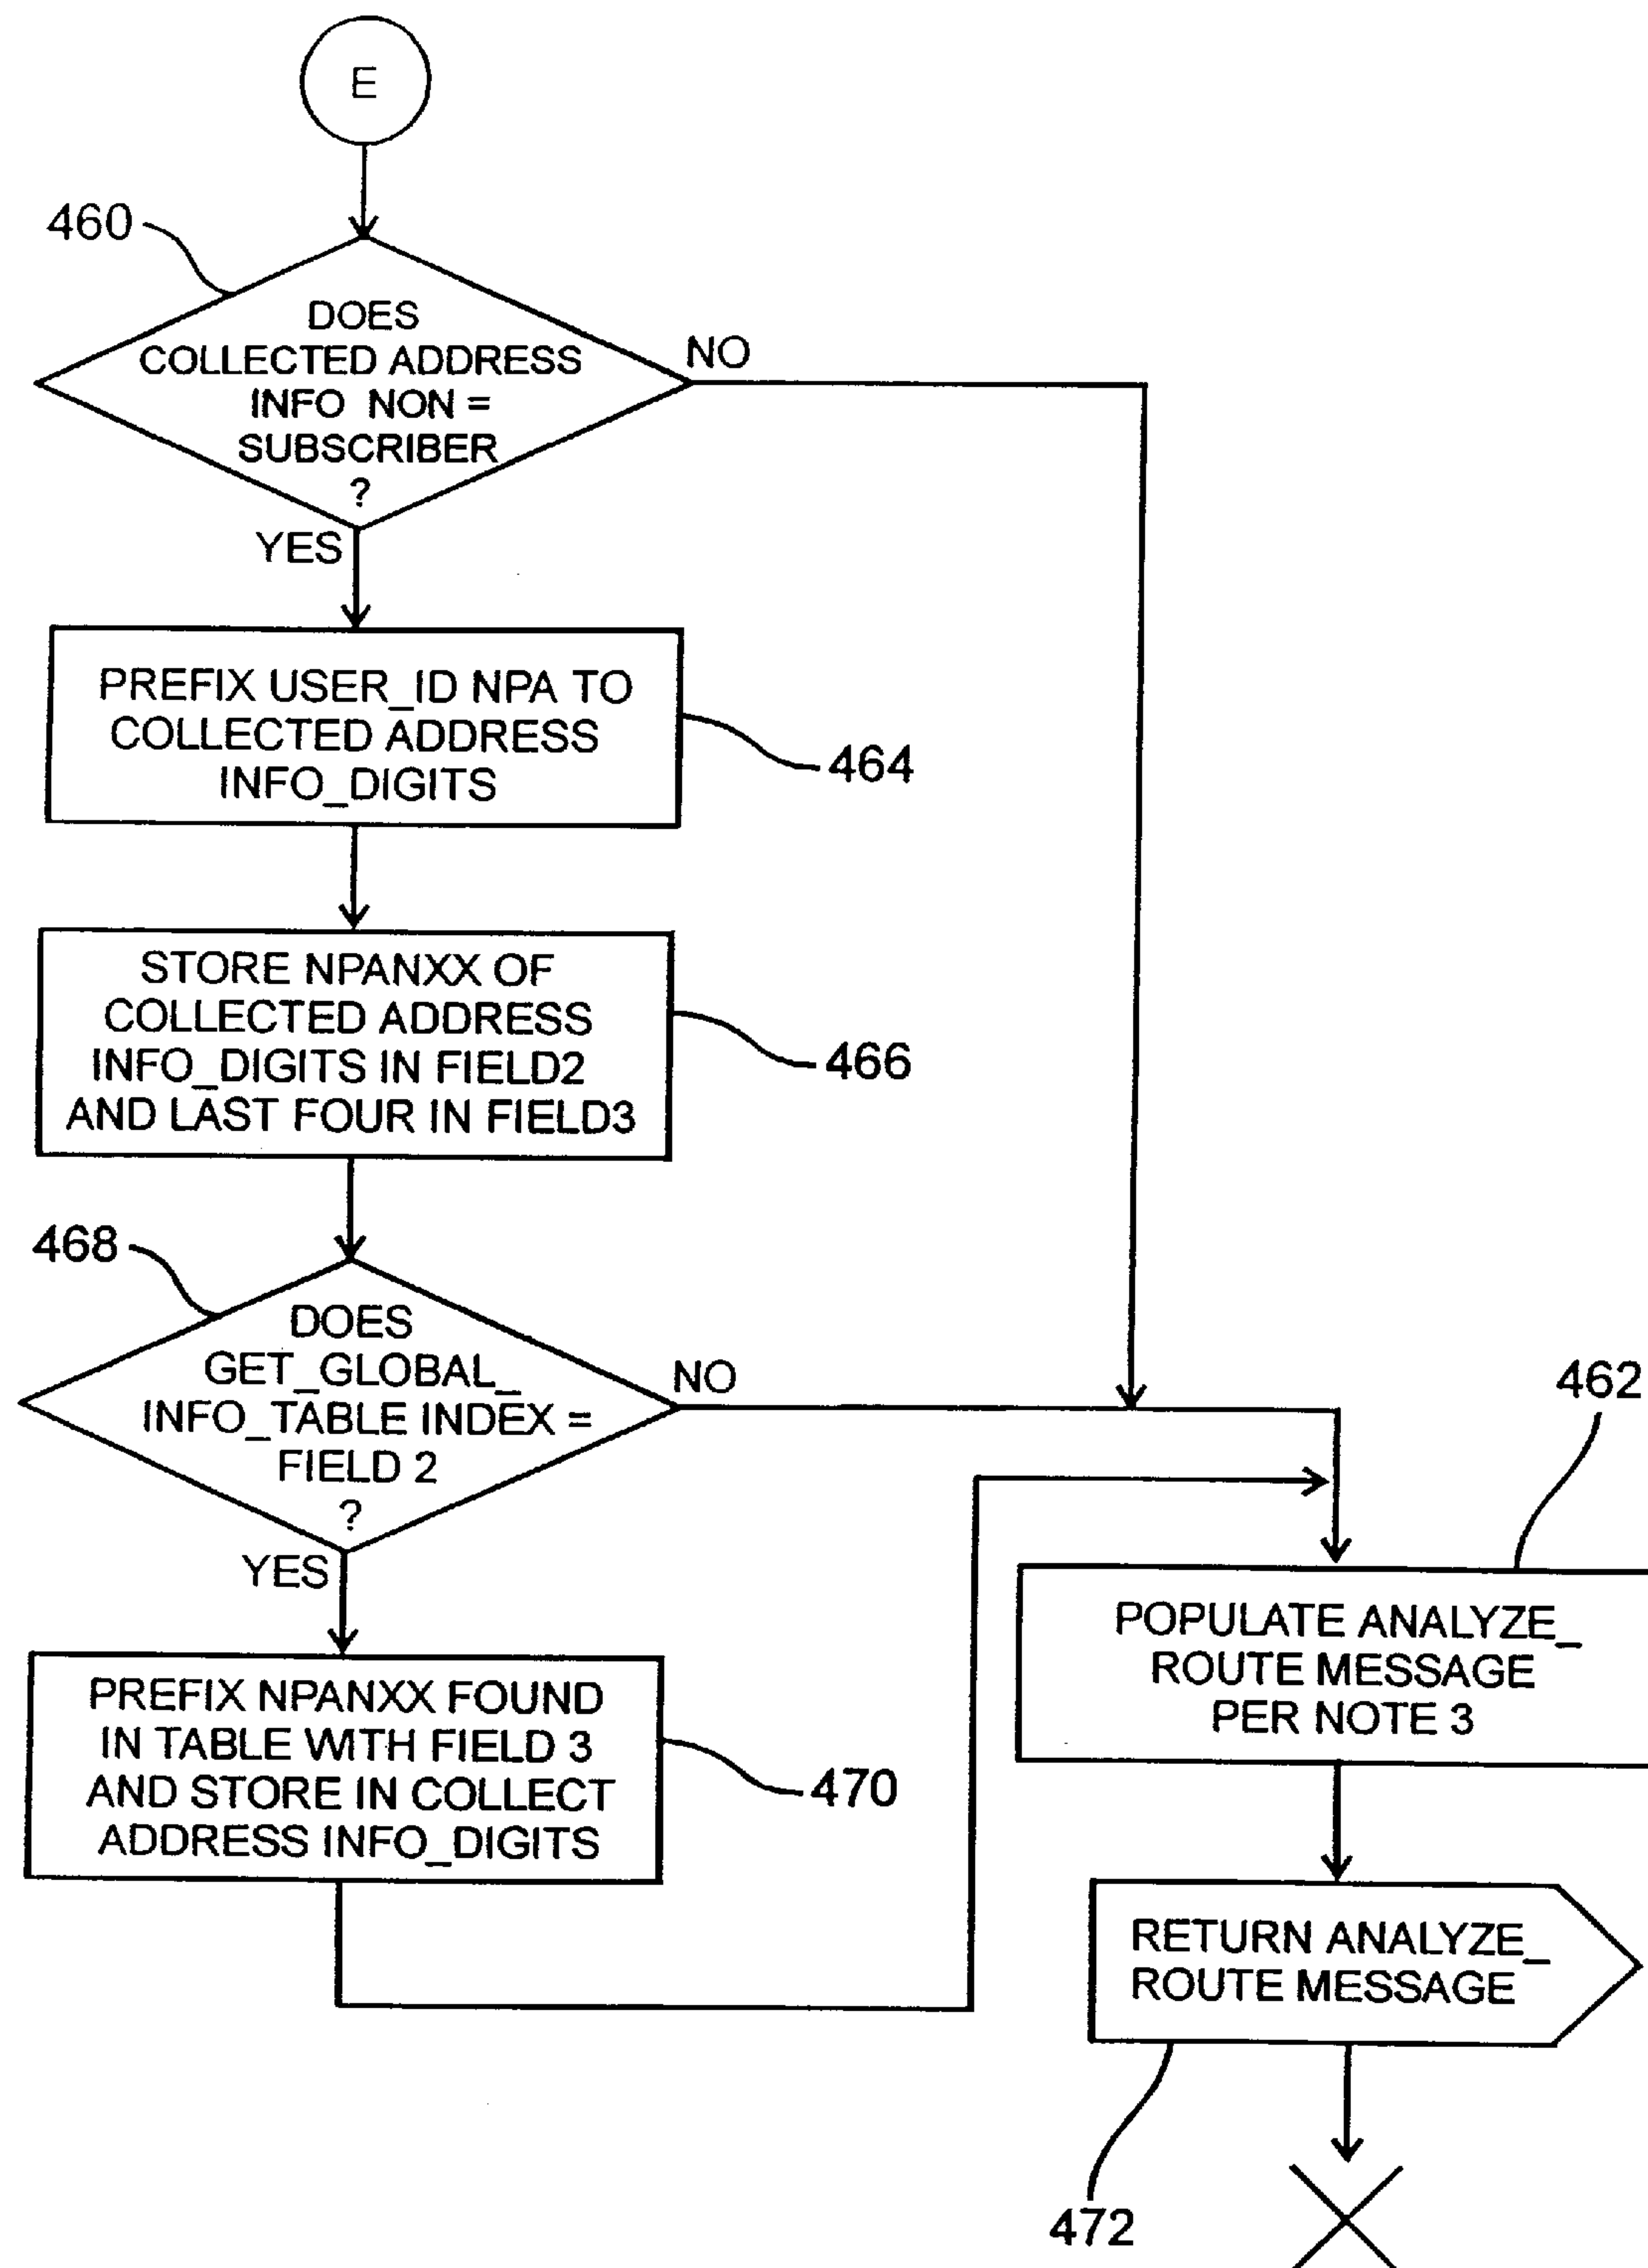 E
460
DOES
COLLECTED ADDRESS
INFO NON =
SUBSCRIBER
?
NO
YES
PREFIX USER_ID NPA TO
COLLECTED ADDRESS
INFO_DIGITS
464
STORE NPANXX OF
COLLECTED ADDRESS
INFO_DIGITS IN FIELD2
AND LAST FOUR IN FIELD3
466
468
DOES
GET_GLOBAL_
INFO_TABLE INDEX =
FIELD 2
?
NO
YES
PREFIX NPANXX FOUND
IN TABLE WITH FIELD 3
AND STORE IN COLLECT
ADDRESS INFO_DIGITS
470
462
POPULATE ANALYZE_
ROUTE MESSAGE
PER NOTE 3
RETURN ANALYZE_
ROUTE MESSAGE
472